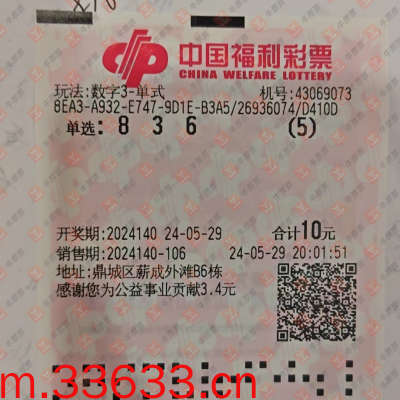 中国福利彩票
CHINA WELFARE LOTTERY
玩法:数字3-单式 机号:43069073
8EA3-A932-E747-9D1E-B3A5/26936074/D410D
单选: 8 3 6 (5)
开奖期:2024140 24-05-29 合计10元
销售期:2024140-106 24-05-29 20:01:51
地址:鼎城区薪成外滩B6栋
感谢您为公益事业贡献3.4元
m.33633.cn